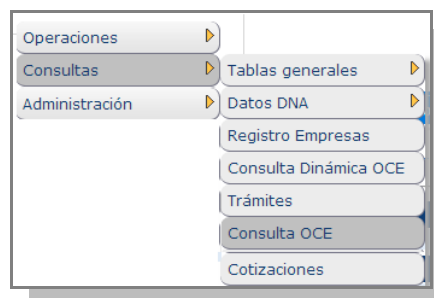 Operaciones
Consultas
Administración
Tablas generales
Datos DNA
Registro Empresas
Consulta Dinámica OCE
Trámites
Consulta OCE
Cotizaciones